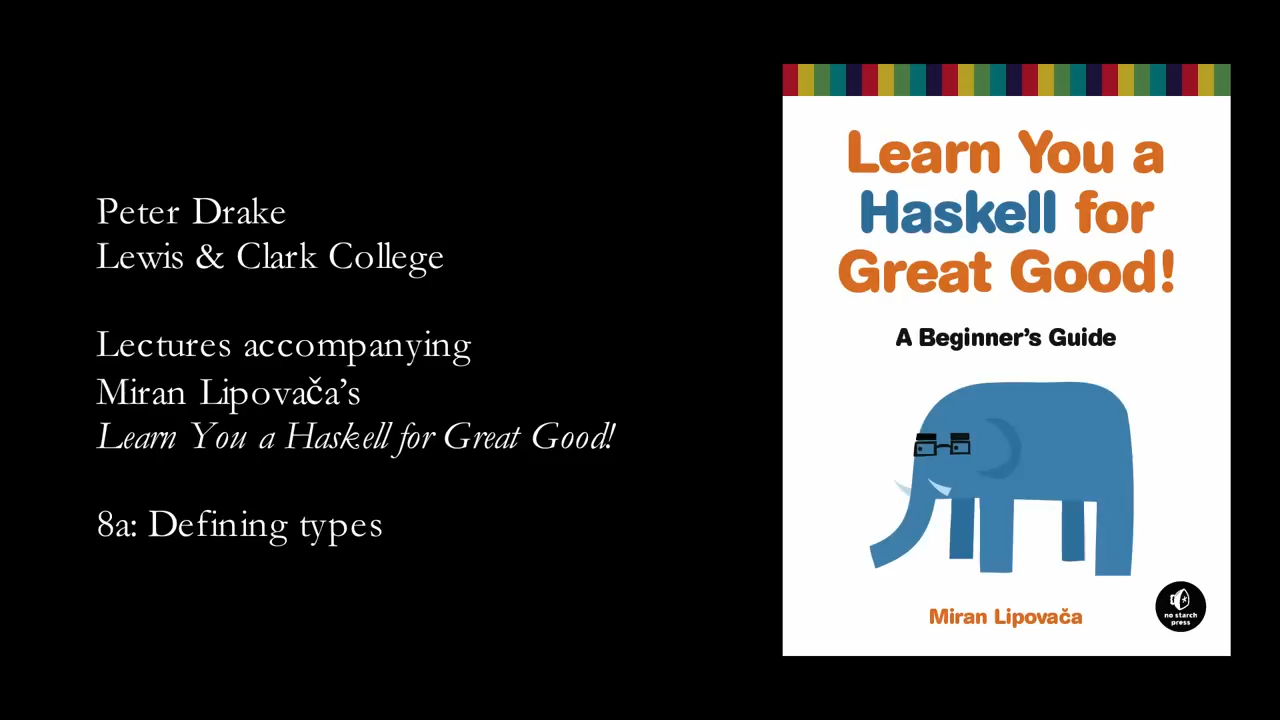 Peter Drake
Lewis & Clark College
Lectures accompanying
Miran Lipovača’s
Learn You a Haskell for Great Good!
8a: Defining types
Learn You a
Haskell for
Great Good!
A Beginner’s Guide
Miran Lipovača
no starch
press